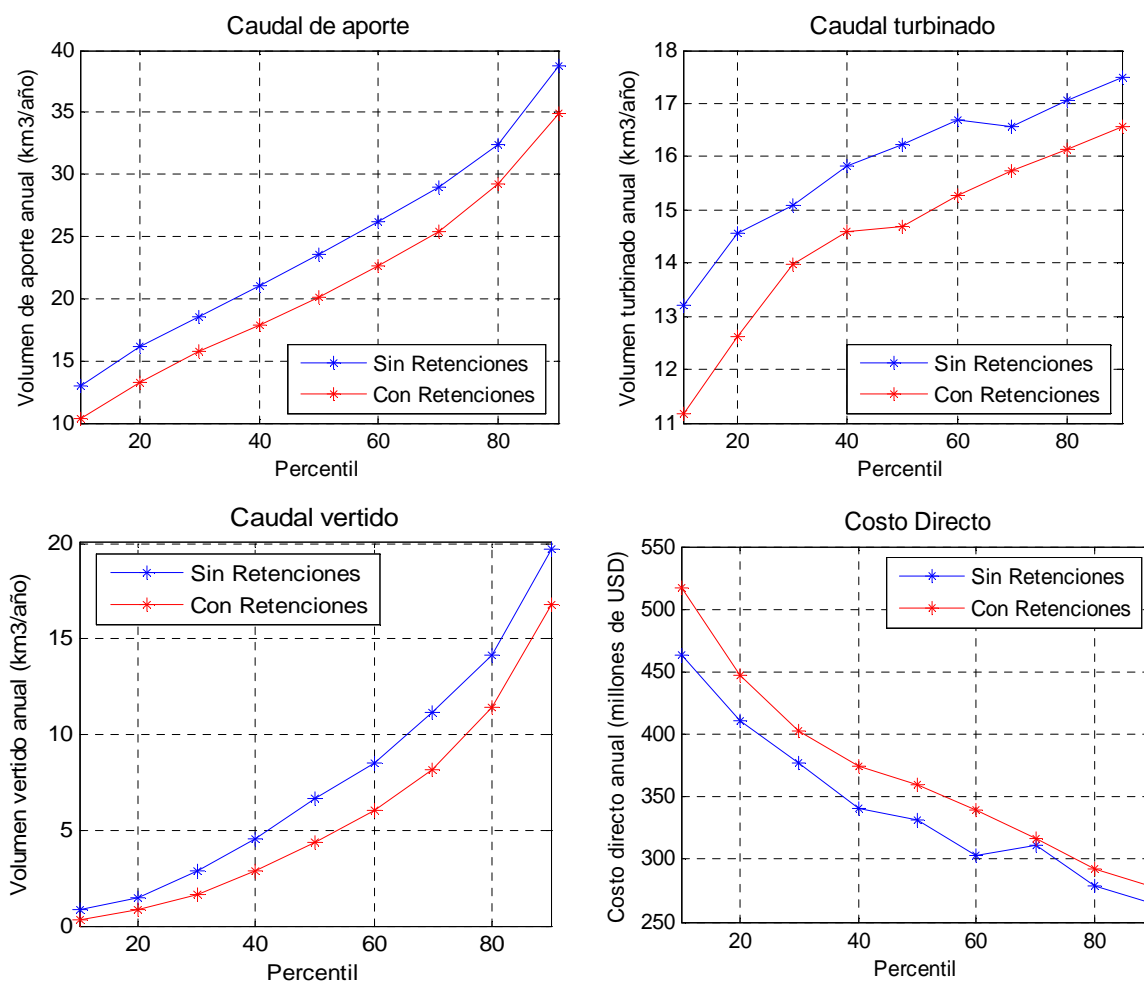 Caudal de aporte
Volumen de aporte anual (km3/año)
40
35
30
25
20
15
10
20
40
60
80
Percentil
Sin Retenciones
Con Retenciones
Caudal turbinado
Volumen turbinado anual (km3/año)
18
17
16
15
14
13
12
11
20
40
60
80
Percentil
Sin Retenciones
Con Retenciones
Caudal vertido
Volumen vertido anual (km3/año)
20
15
10
5
0
20
40
60
80
Percentil
Sin Retenciones
Con Retenciones
Costo Directo
Costo directo anual (millones de USD)
550
500
450
400
350
300
250
20
40
60
80
Percentil
Sin Retenciones
Con Retenciones